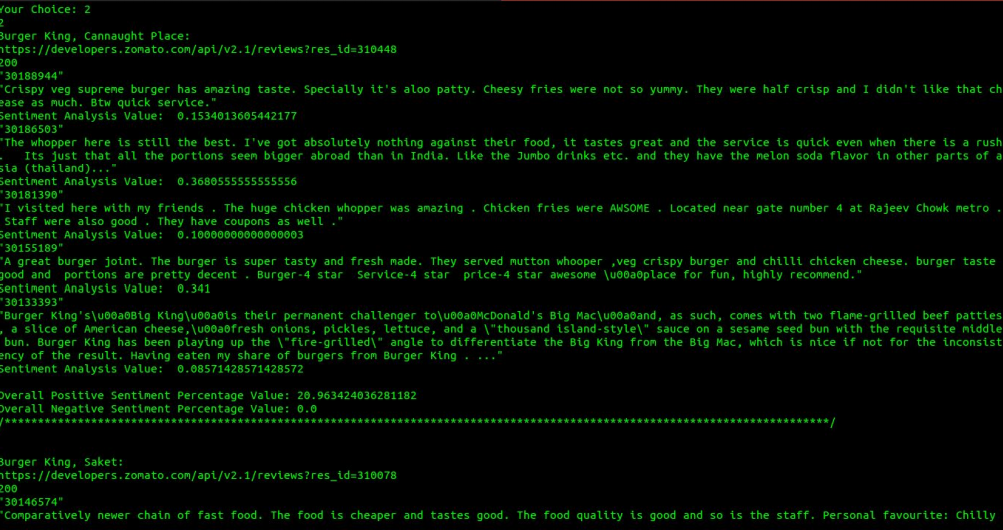 Your Choice: 2
2
Burger King, Cannaught Place:
https://developers.zomato.com/api/v2.1/reviews?res_id=310448
200
"30188944"
"Crispy veg supreme burger has amazing taste. Specially it's aloo patty. Cheesy fries were not so yummy. They were half crisp and I didn't like that ch
ease as much. Btw quick service."
Sentiment Analysis Value:  0.1534013605442177
"30186503"
"The whopper here is still the best. I've got absolutely nothing against their food, it tastes great and the service is quick even when there is a rush
.   Its just that all the portions seem bigger abroad than in India. Like the Jumbo drinks etc. and they have the melon soda flavor in other parts of a
sia (thailand)..."
Sentiment Analysis Value:  0.3680555555555556
"30181390"
"I visited here with my friends . The huge chicken whopper was amazing . Chicken fries were AWSOME . Located near gate number 4 at Rajeev Chowk metro .
 Staff were also good . They have coupons as well ."
Sentiment Analysis Value:  0.10000000000000003
"30155189"
"A great burger joint. The burger is super tasty and fresh made. They served mutton whooper ,veg crispy burger and chilli chicken cheese. burger taste
good and  portions are pretty decent . Burger-4 star  Service-4 star  price-4 star awesome \u00a0place for fun, highly recommend."
Sentiment Analysis Value:  0.341
"30133393"
"Burger King's\u00a0Big King\u00a0is their permanent challenger to\u00a0McDonald's Big Mac\u00a0and, as such, comes with two flame-grilled beef patties
, a slice of American cheese,\u00a0fresh onions, pickles, lettuce, and a \"thousand island-style\" sauce on a sesame seed bun with the requisite middle
 bun. Burger King has been playing up the \"fire-grilled\" angle to differentiate the Big King from the Big Mac, which is nice if not for the inconsist
ency of the result. Having eaten my share of burgers from Burger King . ..."
Sentiment Analysis Value:  0.08571428571428572
Overall Positive Sentiment Percentage Value: 20.963424036281182
Overall Negative Sentiment Percentage Value: 0.0
/***************************************************************************************************************************/
Burger King, Saket:
https://developers.zomato.com/api/v2.1/reviews?res_id=310078
200
"30146574"
"Comparatively newer chain of fast food. The food is cheaper and tastes good. The food quality is good and so is the staff. Personal favourite: Chilly